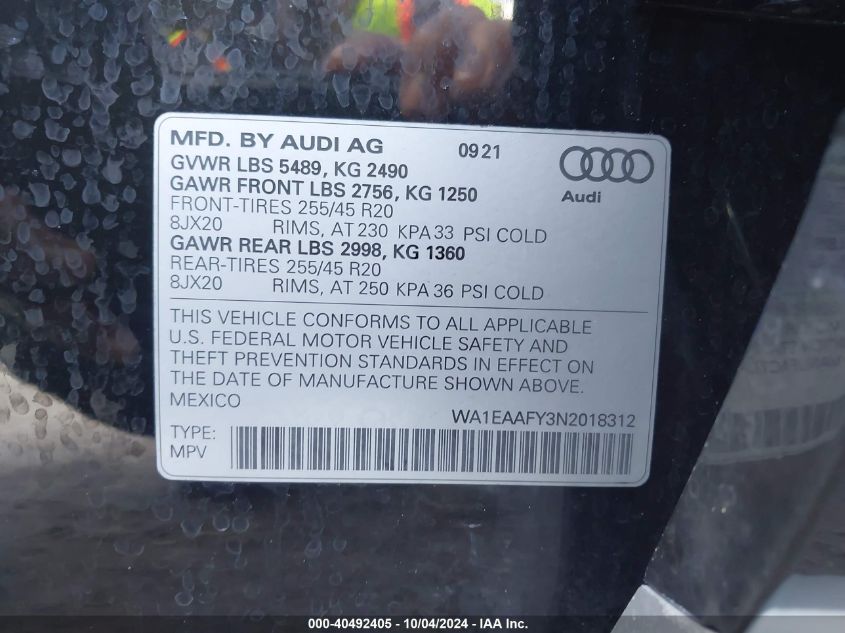 MFD. BY AUDI AG 0921
GVWR LBS 5489, KG 2490
GAWR FRONT LBS 2756, KG 1250
Audi
FRONT-TIRES 255/45 R20
8JX20 RIMS, AT 230 KPA 33 PSI COLD
GAWR REAR LBS 2998, KG 1360
REAR-TIRES 255/45 R20
8JX20 RIMS, AT 250 KPA 36 PSI COLD
THIS VEHICLE CONFORMS TO ALL APPLICABLE
U.S. FEDERAL MOTOR VEHICLE SAFETY AND
THEFT PREVENTION STANDARDS IN EFFECT ON
THE DATE OF MANUFACTURE SHOWN ABOVE.
MEXICO WA1EAAFY3N2018312
TYPE:
MPV
000-40492405 - 10/04/2024 - IAA Inc.